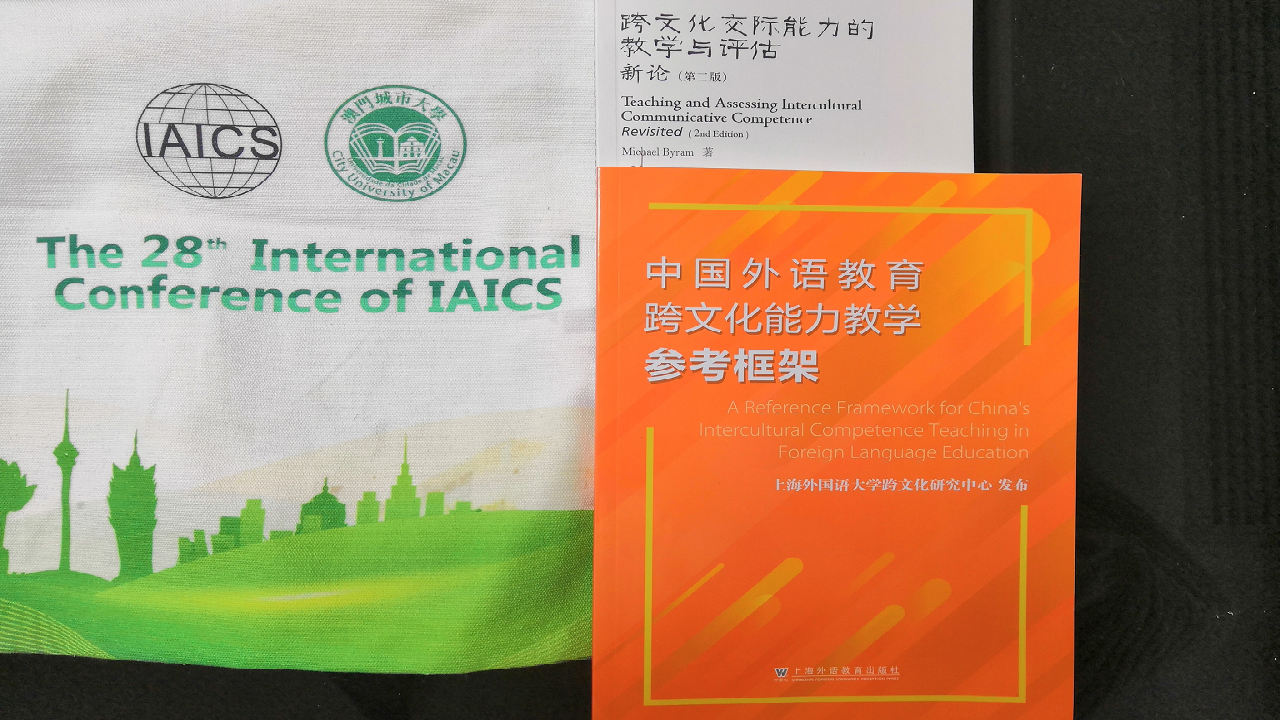 IAICS
澳門城市大學
City University of Macau
The 28th International
Conference of IAICS
跨文化交际能力的
教学与评估
新论（第二版）
Teaching and Assessing Intercultural
Communicative Competence
Revisited ( 2nd Edition )
Michael Byram 著
中国外语教育
跨文化能力教学
参考框架
A Reference Framework for China's
Intercultural Competence Teaching in
Foreign Language Education
上海外国语大学跨文化研究中心 发布
上海外语教育出版社